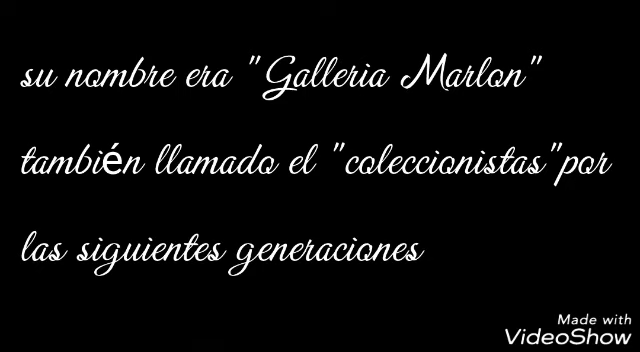 su nombre era "Galleria Marlon"
también llamado el "coleccionistas"por
las siguientes generaciones
Made with
VideoShow